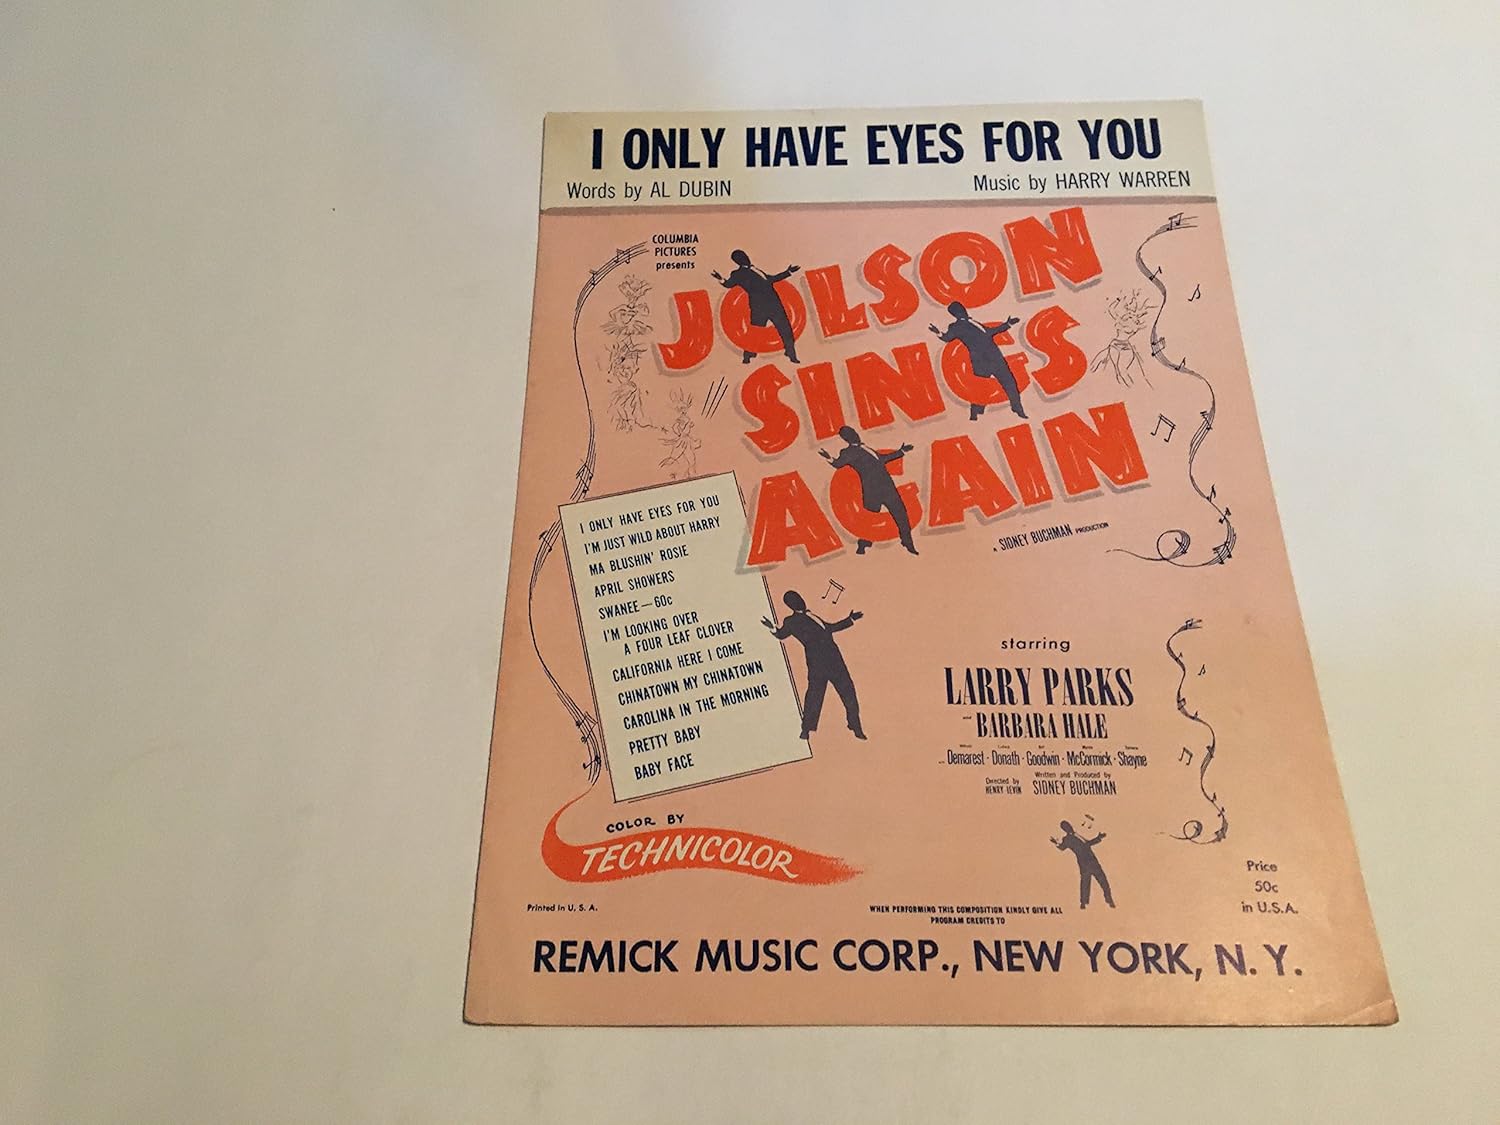 I ONLY HAVE EYES FOR YOU
Words by AL DUBIN
Music by HARRY WARREN
COLUMBIA
PICTURES
presents
JOLSON
SINGS
AGAIN
A SIDNEY BUCHMAN PRODUCTION
I ONLY HAVE EYES FOR YOU
I'M JUST WILD ABOUT HARRY
MA BLUSHIN' ROSIE
APRIL SHOWERS
SWANEE—60c
I'M LOOKING OVER
A FOUR LEAF CLOVER
CALIFORNIA HERE I COME
CHINATOWN MY CHINATOWN
CAROLINA IN THE MORNING
PRETTY BABY
BABY FACE
starring
LARRY PARKS
and BARBARA HALE
Demarest · Donath · Goodwin · McCormick · Shayne
Directed by
HENRY LEVIN
Written and Produced by
SIDNEY BUCHMAN
COLOR BY
TECHNICOLOR
Price
50c
in U.S.A.
Printed in U. S. A.
WHEN PERFORMING THIS COMPOSITION KINDLY GIVE ALL
PROGRAM CREDITS TO
REMICK MUSIC CORP., NEW YORK, N. Y.